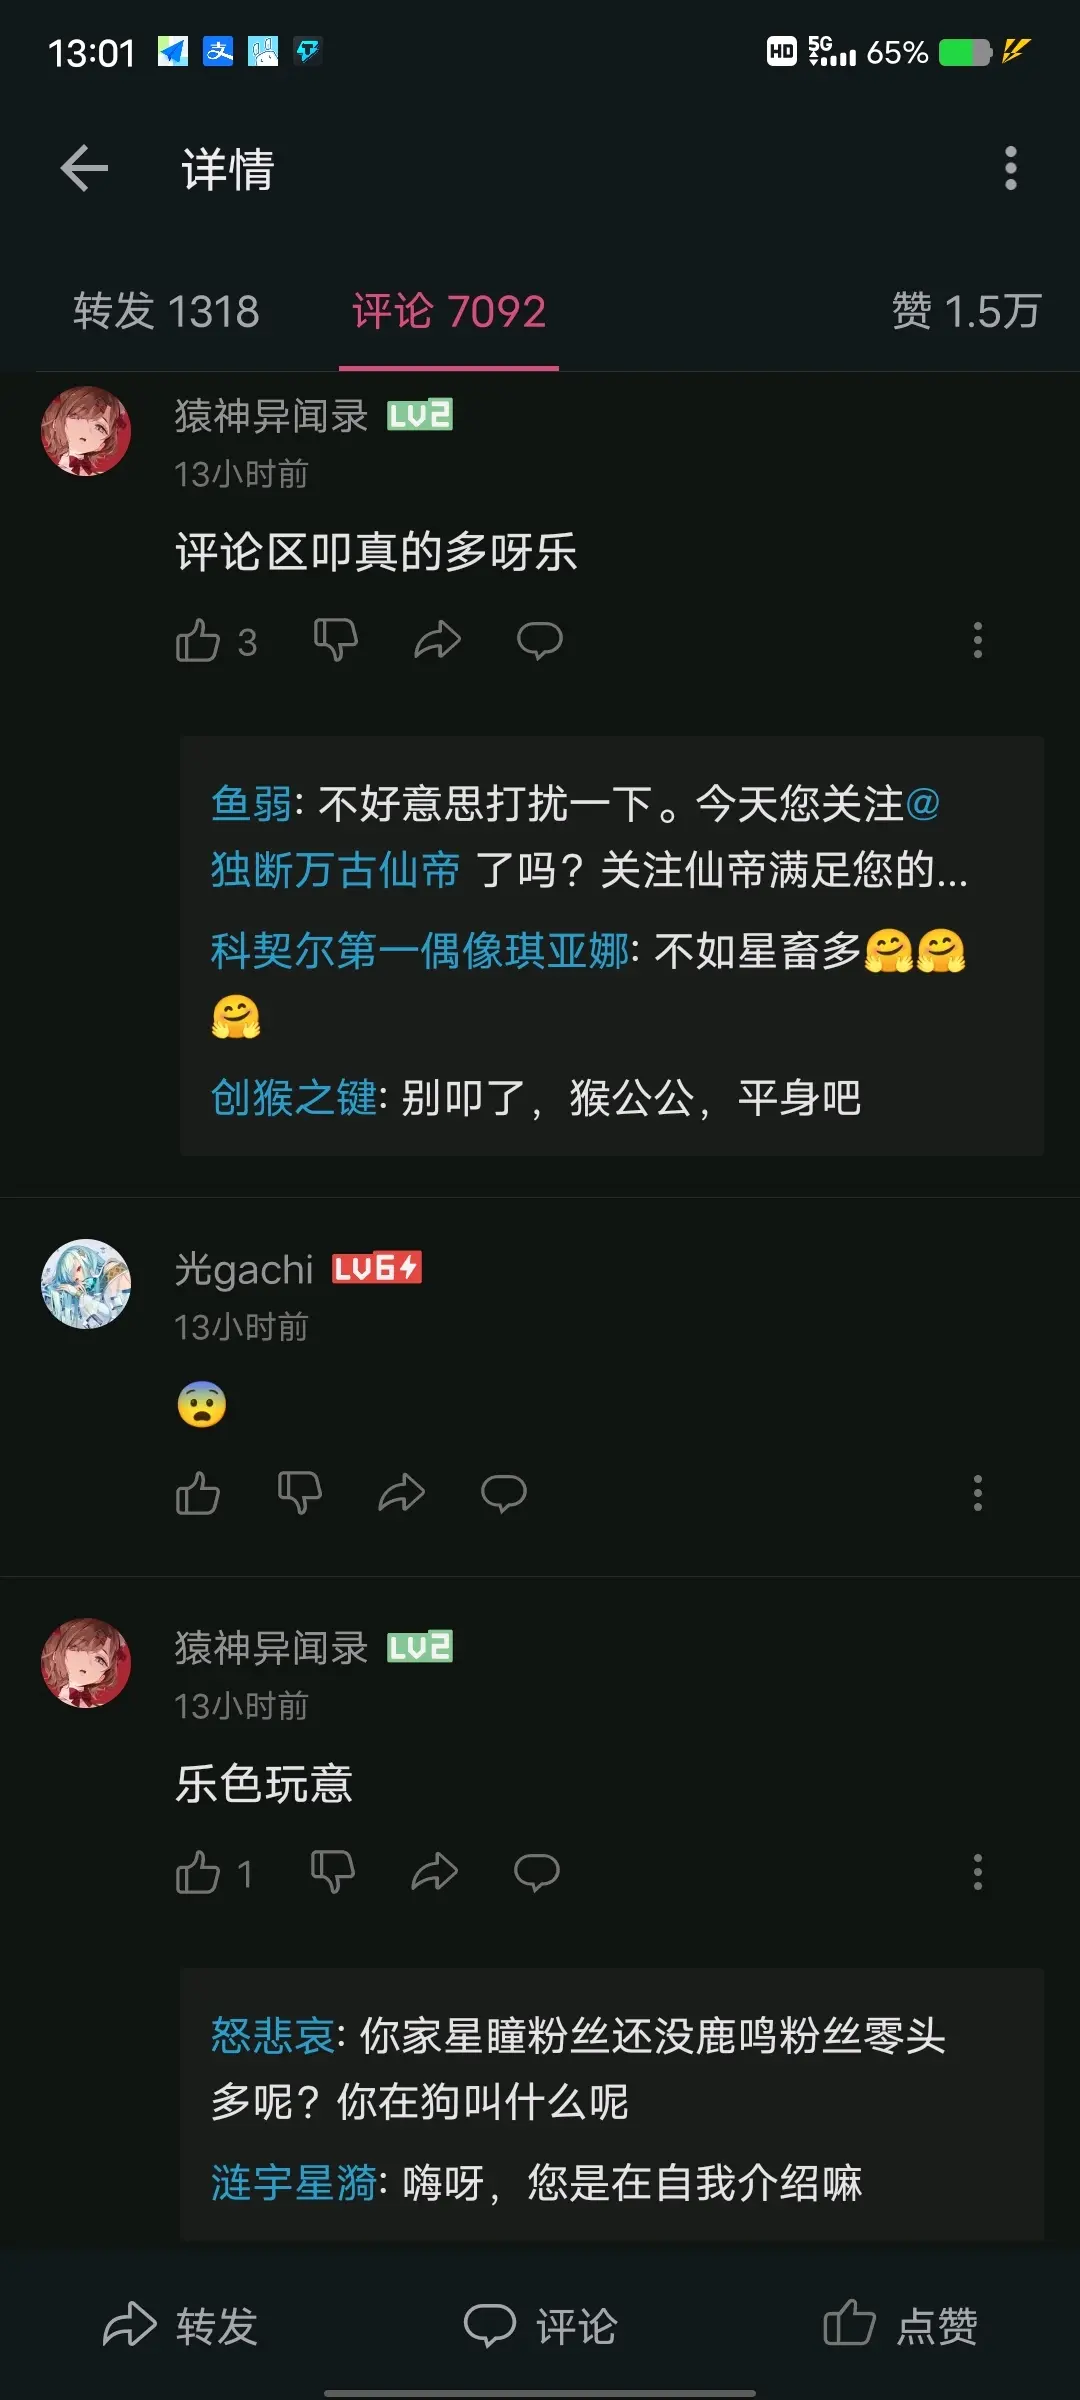 13:01
HD 5G 65%
详情
转发 1318 评论 7092 赞 1.5万
猿神异闻录 LV2
13小时前
评论区叩真的多呀乐
3
鱼弱: 不好意思打扰一下。今天您关注@
独断万古仙帝 了吗? 关注仙帝满足您的...
科契尔第一偶像琪亚娜: 不如星畜多🤗🤗
🤗
创猴之键: 别叩了，猴公公，平身吧
光gachi LV6
13小时前
😨
猿神异闻录 LV2
13小时前
乐色玩意
1
怒悲哀: 你家星瞳粉丝还没鹿鸣粉丝零头
多呢? 你在狗叫什么呢
涟宇星漪: 嗨呀，您是在自我介绍嘛
转发 评论 点赞